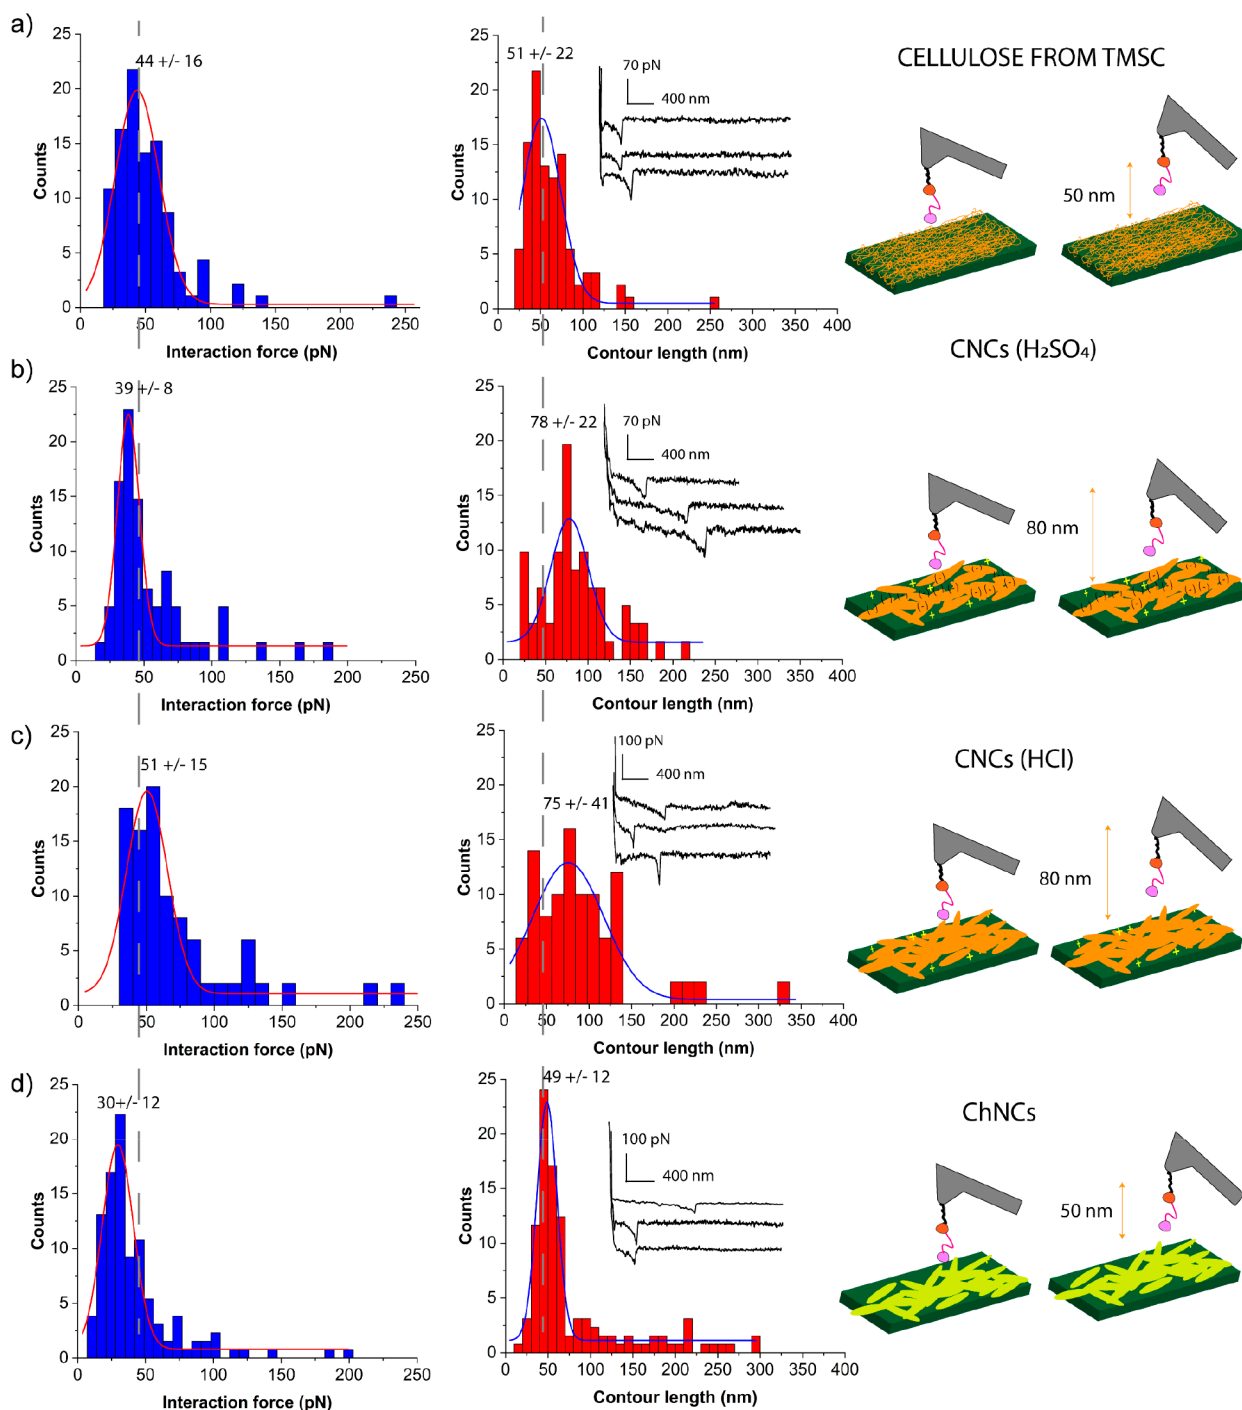 a)
44 +/- 16
25
20
15
10
5
0
Counts
0
50
100
150
200
250
Interaction force (pN)
51 +/- 22
25
20
15
10
5
0
Counts
0
50
100
150
200
250
300
350
400
Contour length (nm)
70 pN
400 nm
CELLULOSE FROM TMSC
50 nm
b)
39 +/- 8
25
20
15
10
5
0
Counts
0
50
100
150
200
250
Interaction force (pN)
78 +/- 22
25
20
15
10
5
0
Counts
0
50
100
150
200
250
300
350
400
Contour length (nm)
70 pN
400 nm
CNCs (H₂SO₄)
80 nm
c)
51 +/- 15
25
20
15
10
5
0
Counts
0
50
100
150
200
250
Interaction force (pN)
75 +/- 41
25
20
15
10
5
0
Counts
0
50
100
150
200
250
300
350
400
Contour length (nm)
100 pN
400 nm
CNCs (HCl)
80 nm
d)
30+/- 12
25
20
15
10
5
0
Counts
0
50
100
150
200
250
Interaction force (pN)
49 +/- 12
25
20
15
10
5
0
Counts
0
50
100
150
200
250
300
350
400
Contour length (nm)
100 pN
400 nm
ChNCs
50 nm